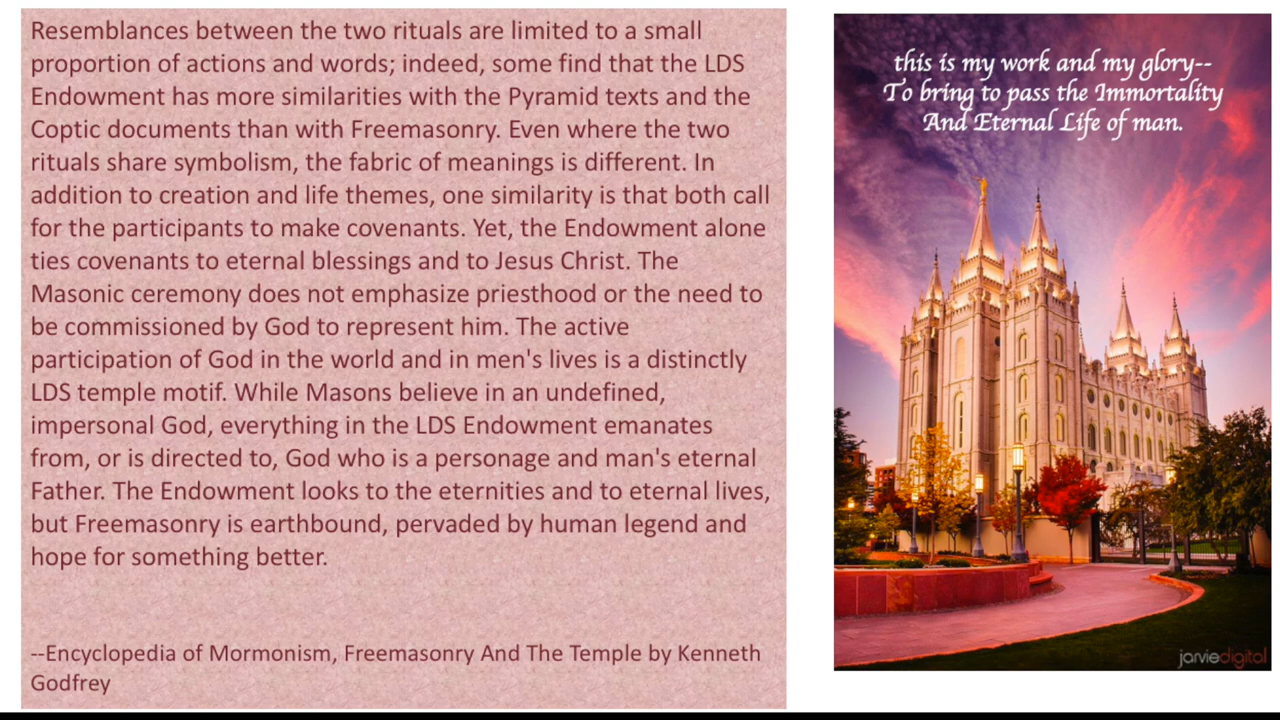 Resemblances between the two rituals are limited to a small
proportion of actions and words; indeed, some find that the LDS
Endowment has more similarities with the Pyramid texts and the
Coptic documents than with Freemasonry. Even where the two
rituals share symbolism, the fabric of meanings is different. In
addition to creation and life themes, one similarity is that both call
for the participants to make covenants. Yet, the Endowment alone
ties covenants to eternal blessings and to Jesus Christ. The
Masonic ceremony does not emphasize priesthood or the need to
be commissioned by God to represent him. The active
participation of God in the world and in men's lives is a distinctly
LDS temple motif. While Masons believe in an undefined,
impersonal God, everything in the LDS Endowment emanates
from, or is directed to, God who is a personage and man's eternal
Father. The Endowment looks to the eternities and to eternal lives,
but Freemasonry is earthbound, pervaded by human legend and
hope for something better.
--Encyclopedia of Mormonism, Freemasonry And The Temple by Kenneth
Godfrey
this is my work and my glory--
To bring to pass the Immortality
And Eternal Life of man.
jarviedigital